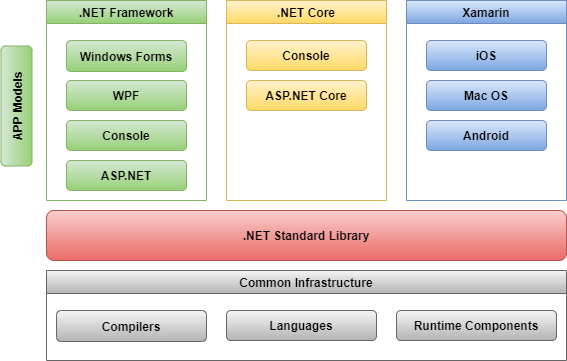 .NET Framework
.NET Core
Xamarin
APP Models
Windows Forms
WPF
Console
ASP.NET
Console
ASP.NET Core
iOS
Mac OS
Android
.NET Standard Library
Common Infrastructure
Compilers
Languages
Runtime Components